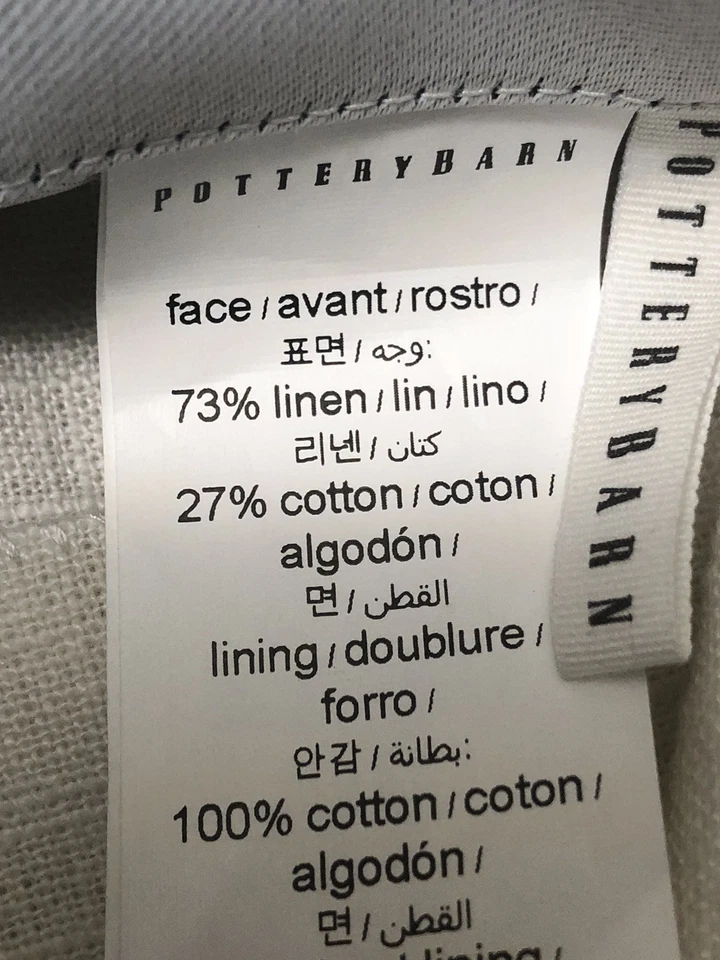 POTTERYBARN
face / avant / rostro /
표면 / وجه:
73% linen / lin / lino /
리넨 / كتان
27% cotton / coton /
algodón /
면 / القطن
lining / doublure /
forro /
안감 / بطانة:
100% cotton / coton /
algodón /
면 / القطن
lining /
POTTERYBARN